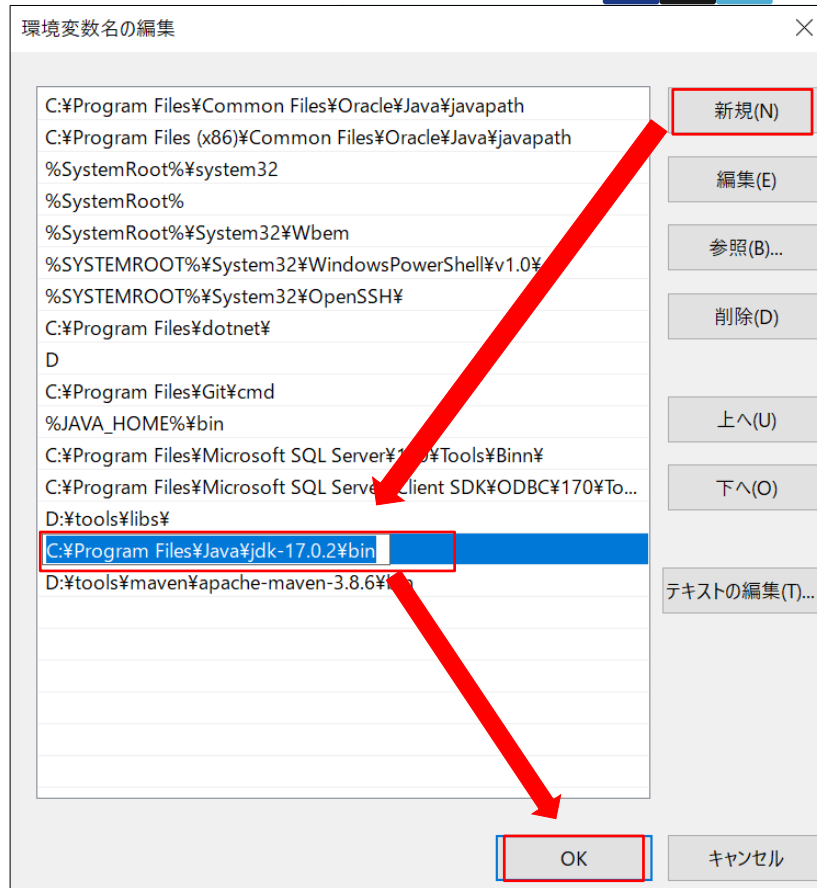 環境変数名の編集
C:¥Program Files¥Common Files¥Oracle¥Java¥javapath
C:¥Program Files (x86)¥Common Files¥Oracle¥Java¥javapath
%SystemRoot%¥system32
%SystemRoot%
%SystemRoot%¥System32¥Wbem
%SYSTEMROOT%¥System32¥WindowsPowerShell¥v1.0¥
%SYSTEMROOT%¥System32¥OpenSSH¥
C:¥Program Files¥dotnet¥
D
C:¥Program Files¥Git¥cmd
%JAVA_HOME%¥bin
C:¥Program Files¥Microsoft SQL Server¥ ¥Tools¥Binn¥
C:¥Program Files¥Microsoft SQL Server¥Client SDK¥ODBC¥170¥To...
D:¥tools¥libs¥
C:¥Program Files¥Java¥jdk-17.0.2¥bin
D:¥tools¥maven¥apache-maven-3.8.6¥bin
新規(N)
編集(E)
参照(B)...
削除(D)
上へ(U)
下へ(O)
テキストの編集(T)...
OK
キャンセル